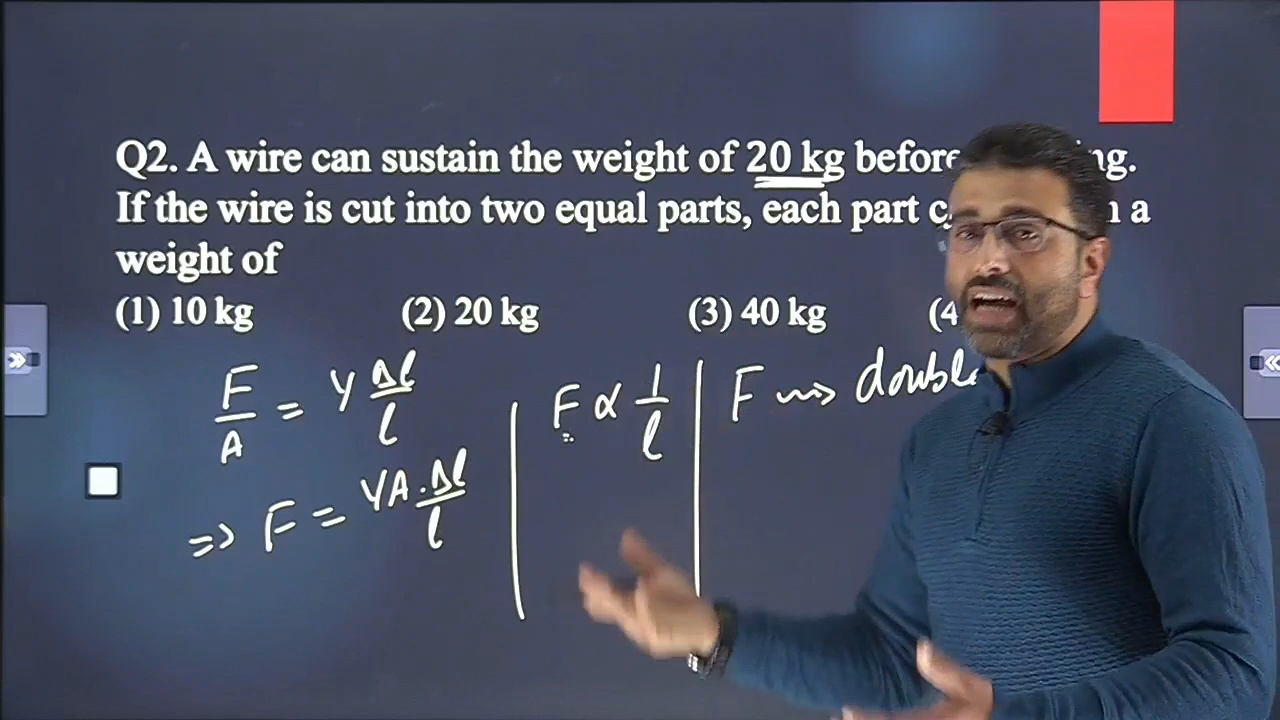 Q2. A wire can sustain the weight of 20 kg before
If the wire is cut into two equal parts, each part a
weight of
(1) 10 kg (2) 20 kg (3) 40 kg (4
F/A = Y Δl/l
=> F = YA.Δl/l
F ∝ 1/l
F ⇝ double